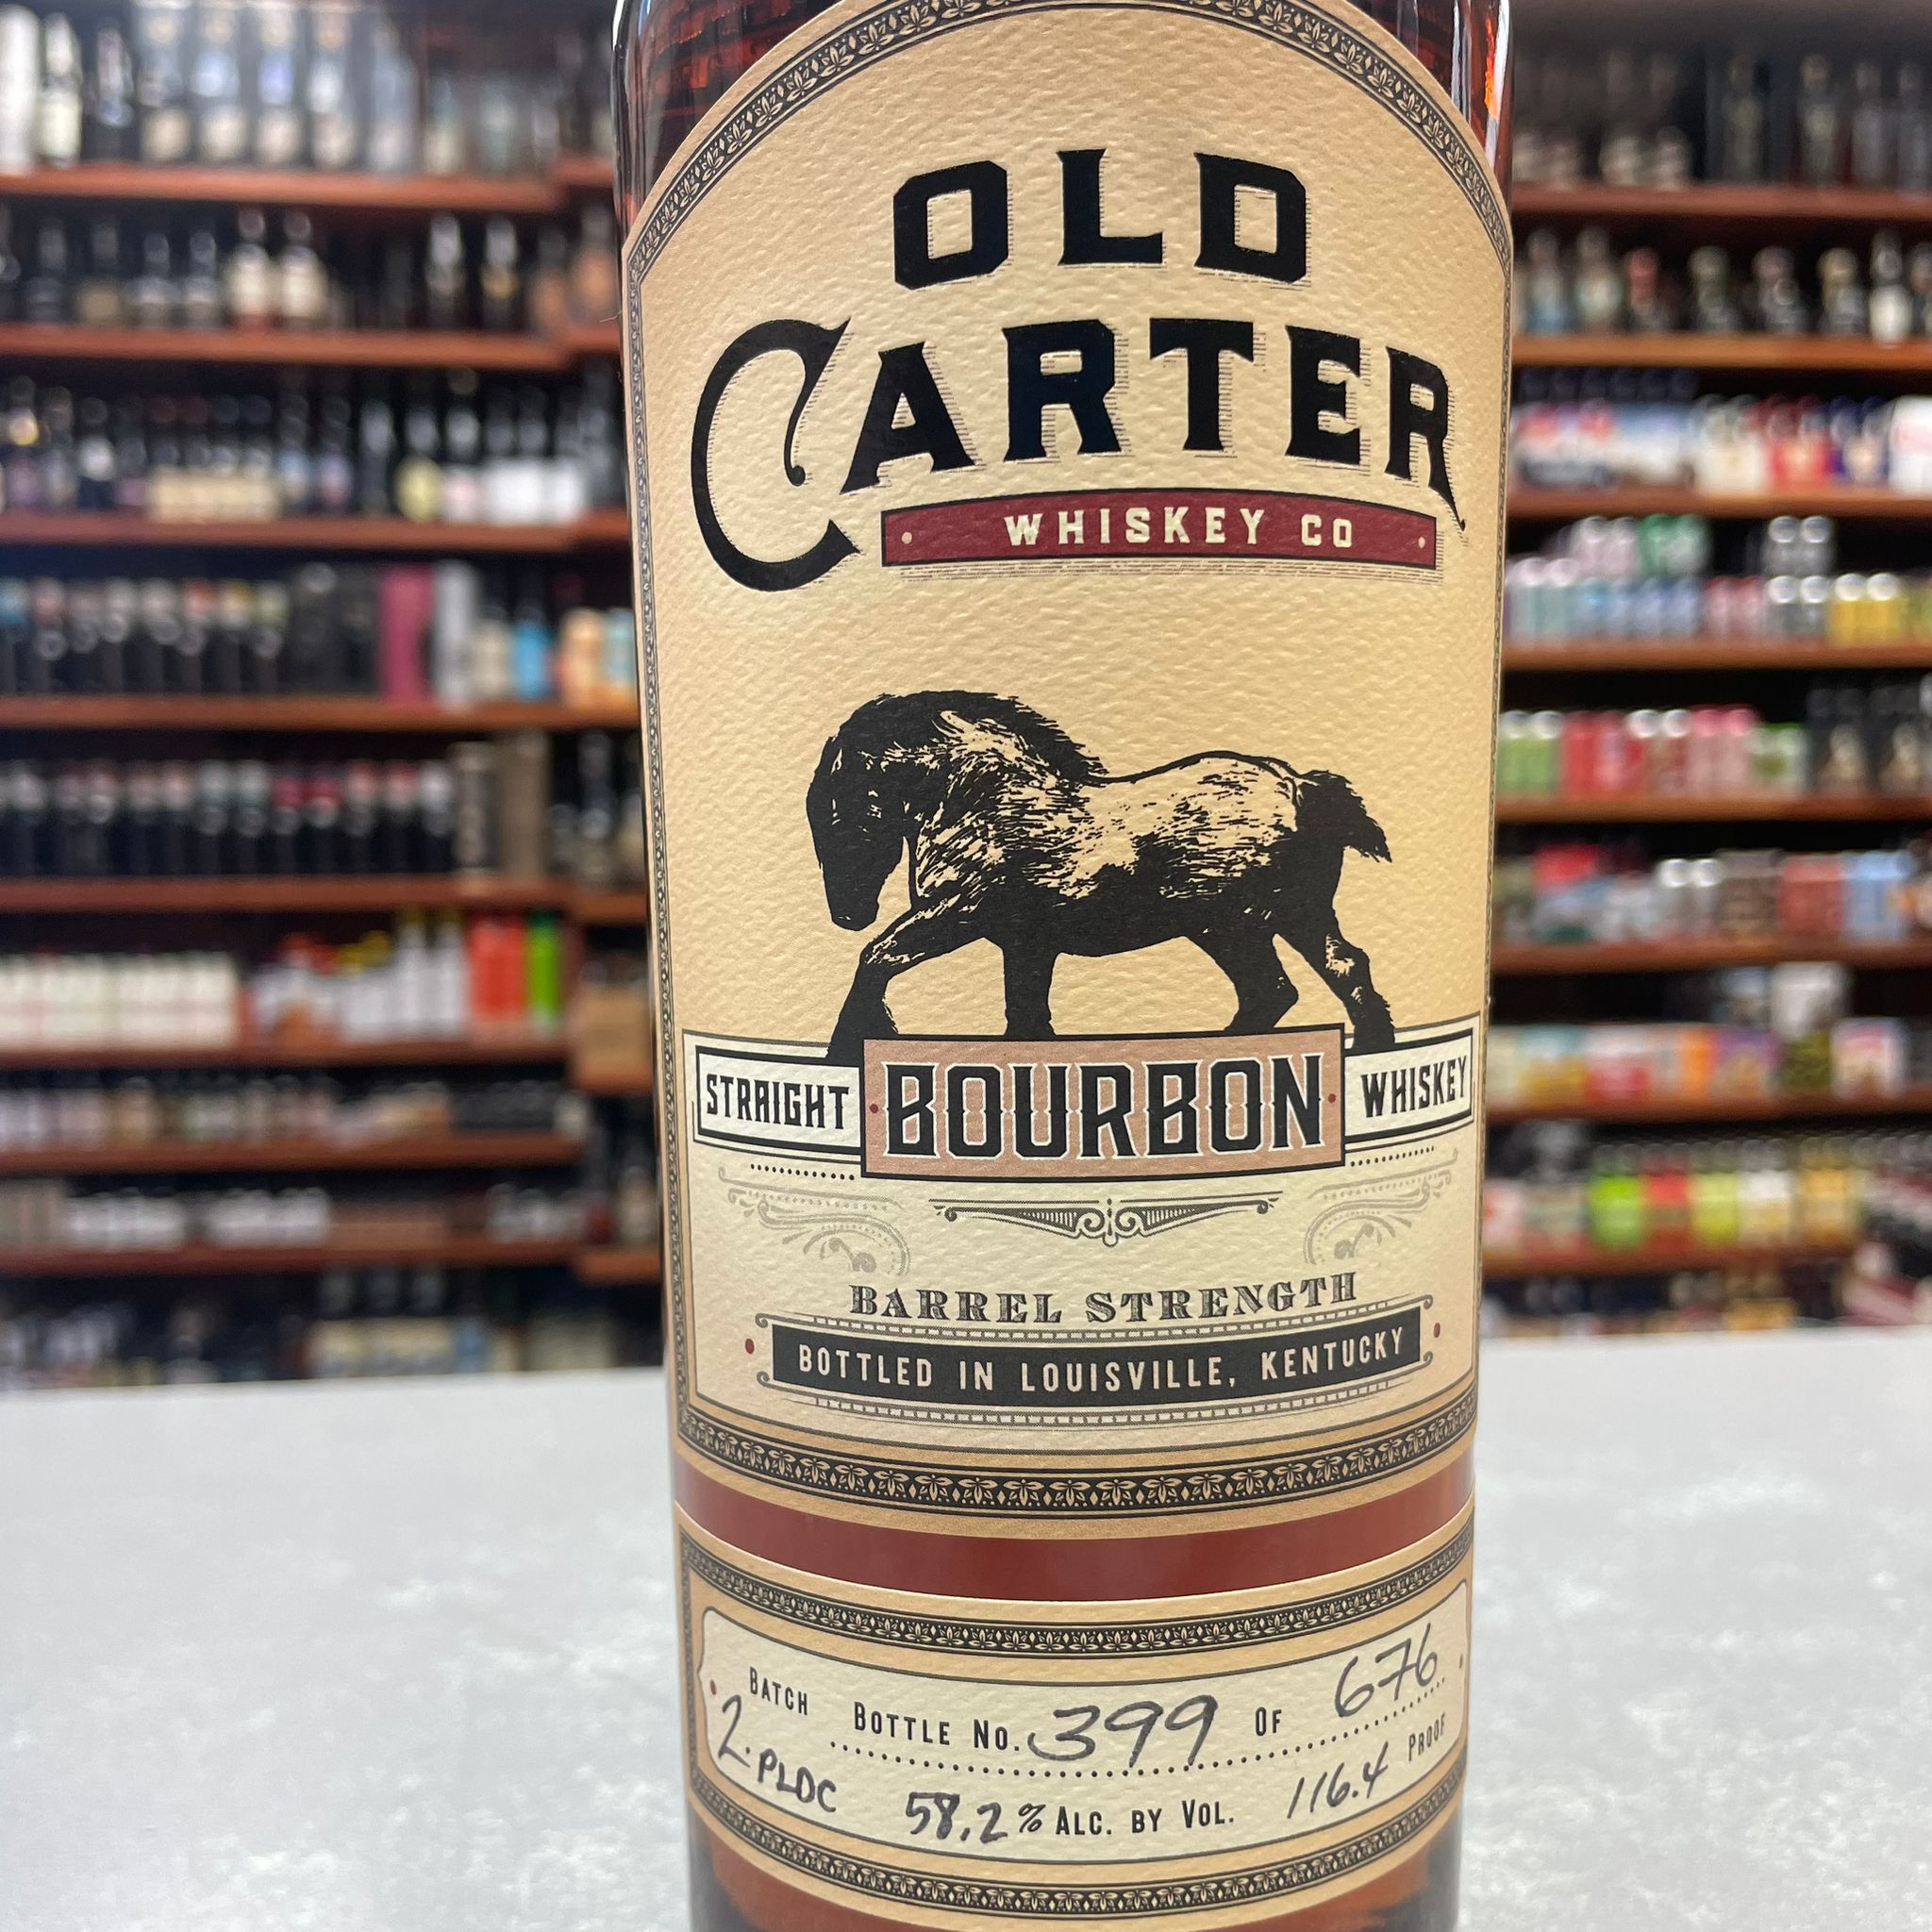 OLD
CARTER
WHISKEY CO
STRAIGHT BOURBON WHISKEY
BARREL STRENGTH
BOTTLED IN LOUISVILLE, KENTUCKY
BATCH BOTTLE No. 399 OF 676
2-PLDC 58.2% ALC. BY VOL. 116.4 PROOF